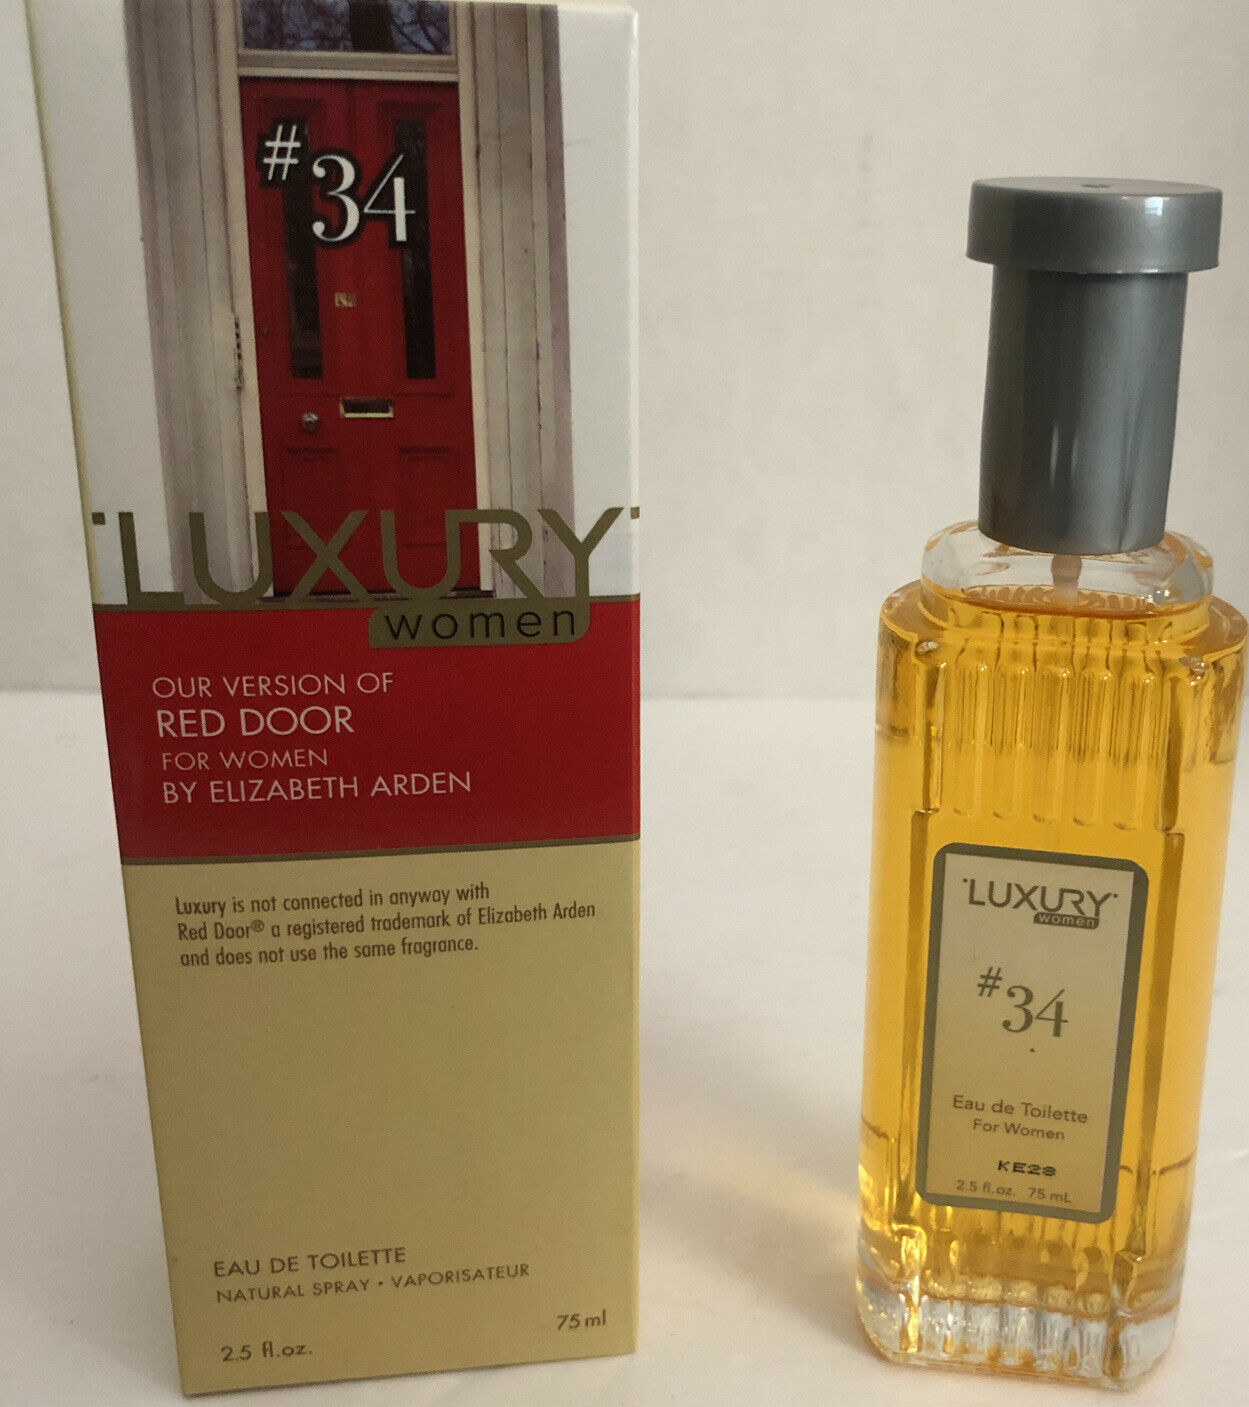 #34
'LUXURY'
women
OUR VERSION OF
RED DOOR
FOR WOMEN
BY ELIZABETH ARDEN
Luxury is not connected in anyway with
Red Door® a registered trademark of Elizabeth Arden
and does not use the same fragrance.
EAU DE TOILETTE
NATURAL SPRAY • VAPORISATEUR
75 ml
2.5 fl.oz.
'LUXURY'
women
#34
Eau de Toilette
For Women
KE28
2.5 fl.oz. 75 mL